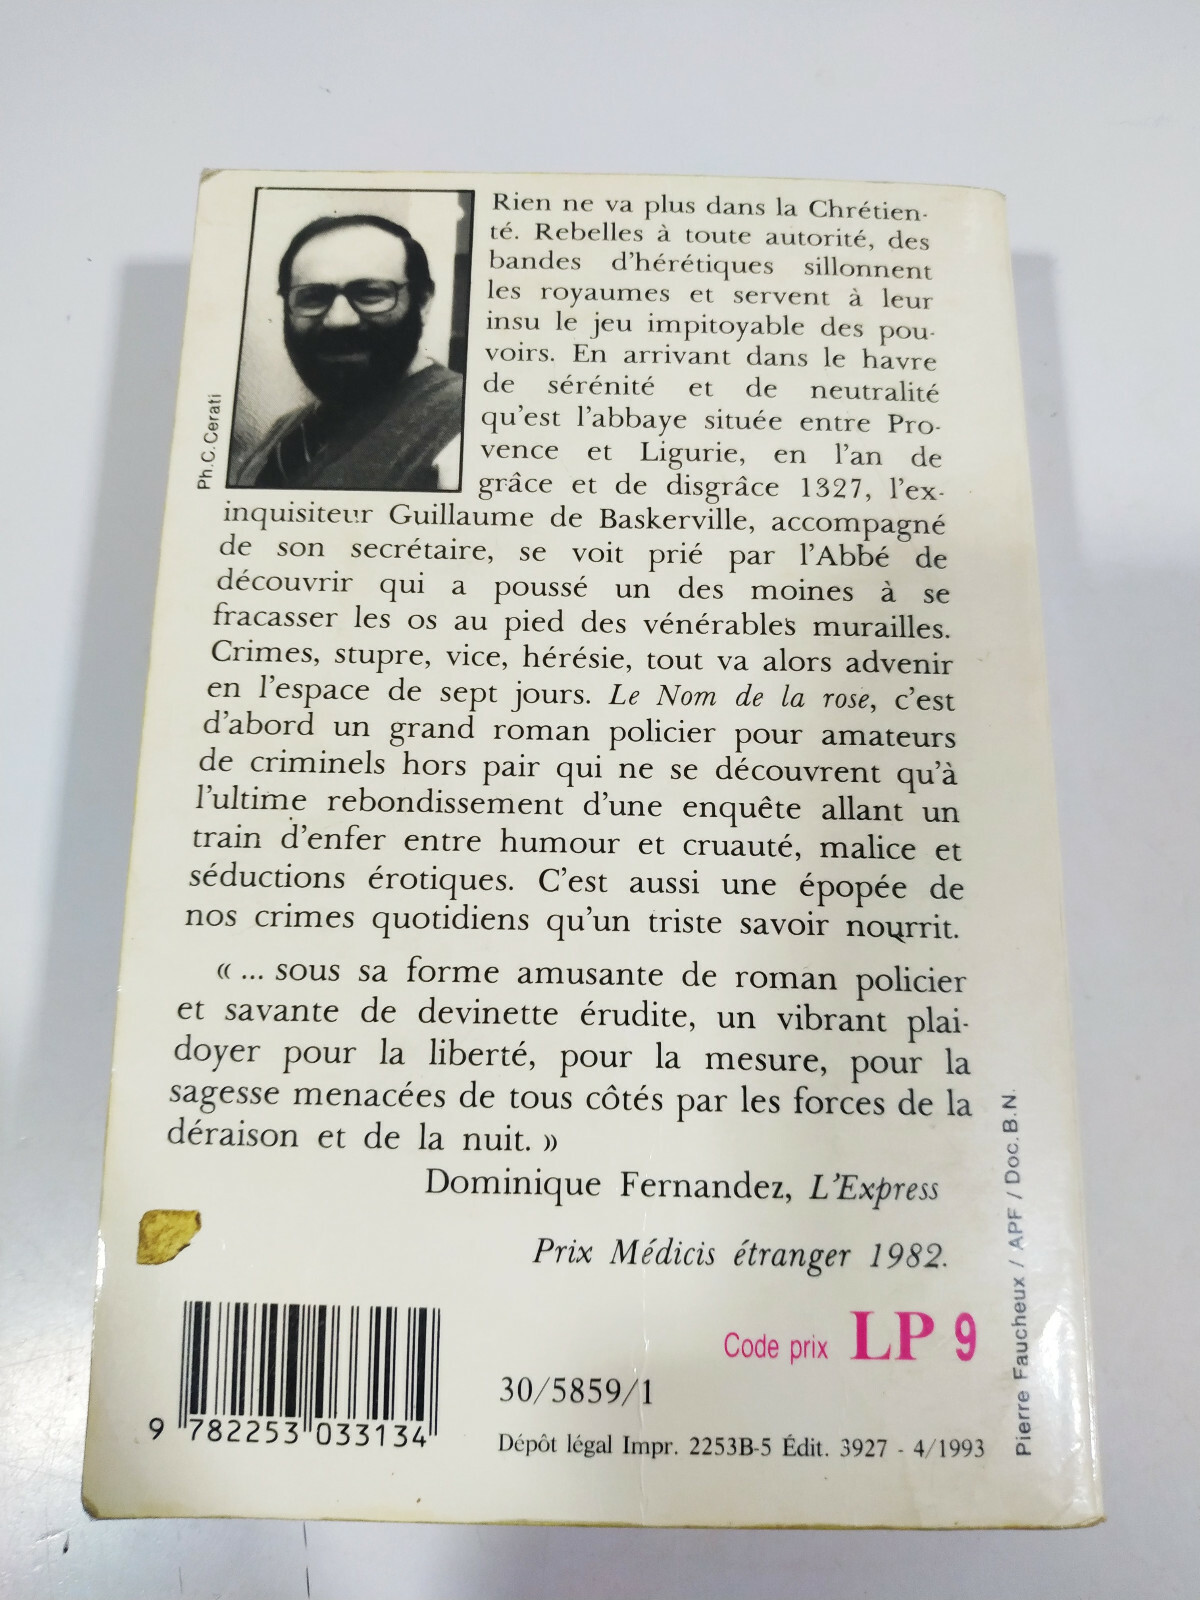 Rien ne va plus dans la Chrétien-
té. Rebelles à toute autorité, des
bandes d'hérétiques sillonnent
les royaumes et servent à leur
insu le jeu impitoyable des pou-
voirs. En arrivant dans le havre
de sérénité et de neutralité
qu'est l'abbaye située entre Pro-
vence et Ligurie, en l'an de
grâce et de disgrâce 1327, l'ex-
inquisiteur Guillaume de Baskerville, accompagné
de son secrétaire, se voit prié par l'Abbé de
découvrir qui a poussé un des moines à se
fracasser les os au pied des vénérables murailles.
Crimes, stupre, vice, hérésie, tout va alors advenir
en l'espace de sept jours. Le Nom de la rose, c'est
d'abord un grand roman policier pour amateurs
de criminels hors pair qui ne se découvrent qu'à
l'ultime rebondissement d'une enquête allant un
train d'enfer entre humour et cruauté, malice et
séductions érotiques. C'est aussi une épopée de
nos crimes quotidiens qu'un triste savoir nourrit.
« ... sous sa forme amusante de roman policier
et savante de devinette érudite, un vibrant plai-
doyer pour la liberté, pour la mesure, pour la
sagesse menacées de tous côtés par les forces de la
déraison et de la nuit. »
Dominique Fernandez, L'Express
Prix Médicis étranger 1982.
Code prix LP 9
30/5859/1
9 782253 033134
Dépôt légal Impr. 2253B-5 Édit. 3927 - 4/1993
Ph.C.Cerati
Pierre Faucheux / APF / Doc.B.N.